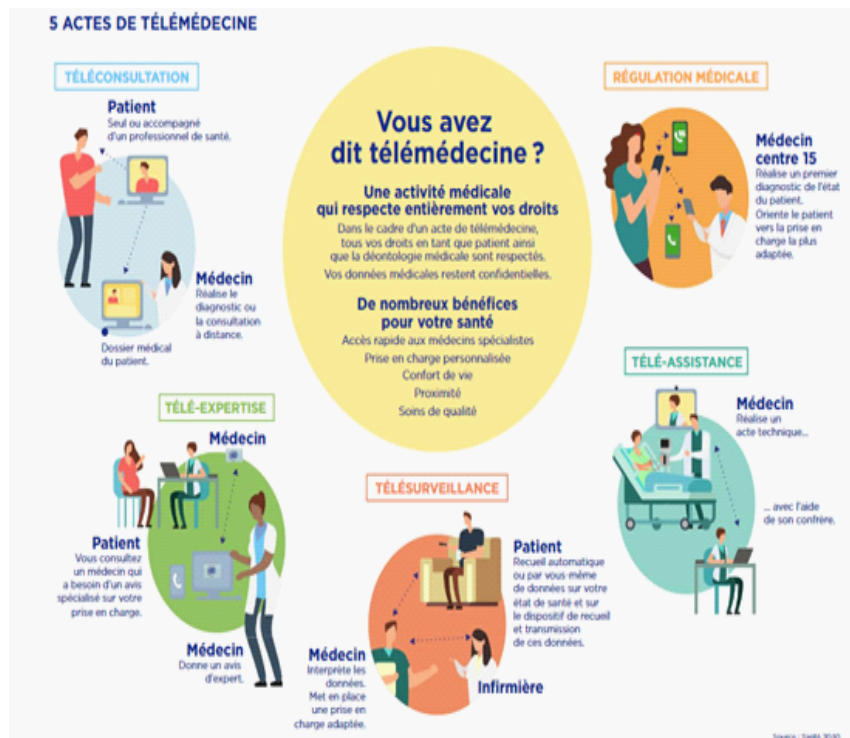 5 ACTES DE TÉLÉMÉDECINE
TÉLÉCONSULTATION
Patient
Seul ou accompagné
d'un professionnel de santé.
Médecin
Réalise le
diagnostic ou
la consultation
à distance.
Dossier médical
du patient.
Vous avez
dit télémédecine ?
Une activité médicale
qui respecte entièrement vos droits
Dans le cadre d'un acte de télémédecine,
tous vos droits en tant que patient ainsi
que la déontologie médicale sont respectés.
Vos données médicales restent confidentielles.
De nombreux bénéfices
pour votre santé
Accès rapide aux médecins spécialistes
Prise en charge personnalisée
Confort de vie
Proximité
Soins de qualité
RÉGULATION MÉDICALE
Médecin
centre 15
Réalise un premier
diagnostic de l'état
du patient.
Oriente le patient
vers la prise en
charge la plus
adaptée.
TÉLÉ-EXPERTISE
Médecin
Patient
Vous consultez
un médecin qui
a besoin d'un avis
spécialisé sur votre
prise en charge.
Médecin
Donne un avis
d'expert.
TÉLÉSURVEILLANCE
Patient
Recueil automatique
ou par vous-même
de données sur votre
état de santé et sur
le dispositif de recueil
et transmission
de ces données.
Médecin
Interprète les
données.
Met en place
une prise en
charge adaptée.
Infirmière
TÉLÉ-ASSISTANCE
Médecin
Réalise un
acte technique...
... avec l'aide
de son confrère.